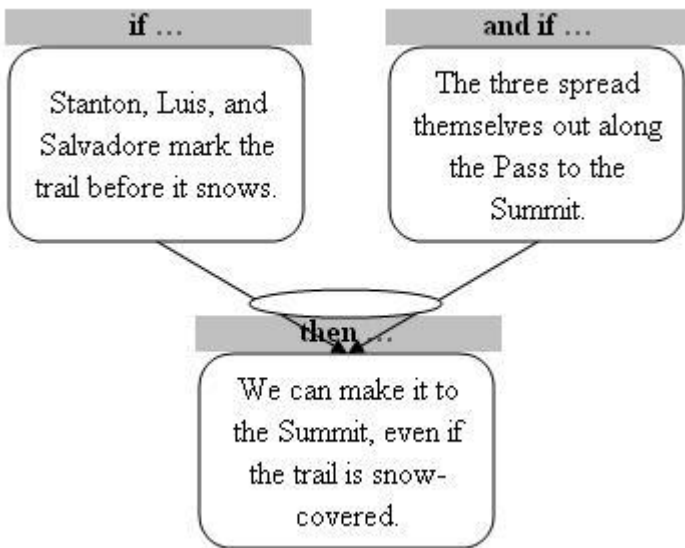 if ...
Stanton, Luis, and
Salvadore mark the
trail before it snows.
and if ...
The three spread
themselves out along
the Pass to the
Summit.
then ...
We can make it to
the Summit, even if
the trail is snow-
covered.